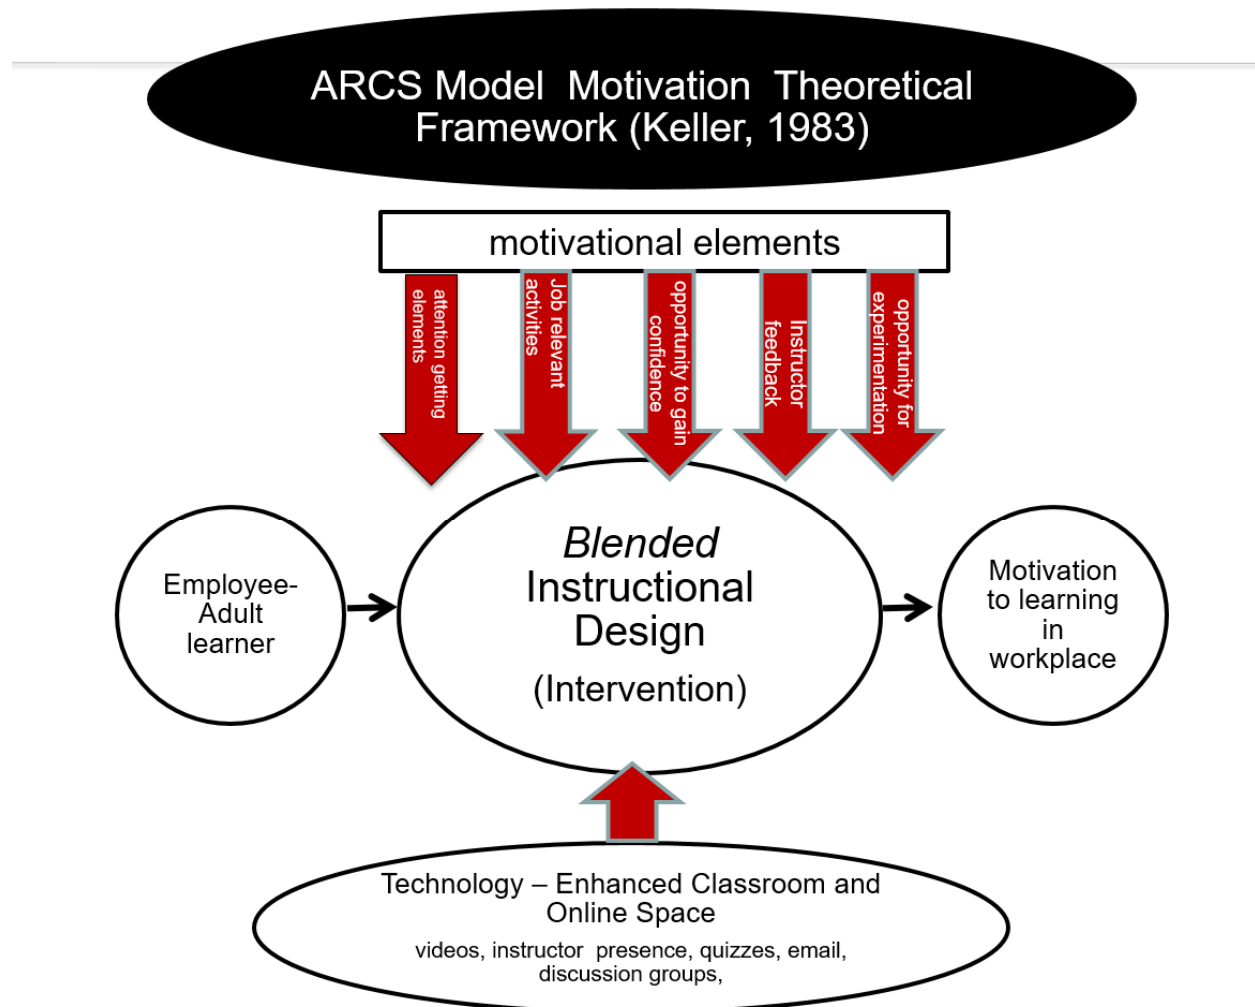 ARCS Model  Motivation  Theoretical
Framework (Keller, 1983)
motivational elements
attention getting
elements
Job relevant
activities
opportunity to gain
confidence
Instructor
feedback
opportunity for
experimentation
Employee-
Adult
learner
Blended
Instructional
Design
(Intervention)
Motivation
to learning
in
workplace
Technology – Enhanced Classroom and
Online Space
videos, instructor  presence, quizzes, email,
discussion groups,